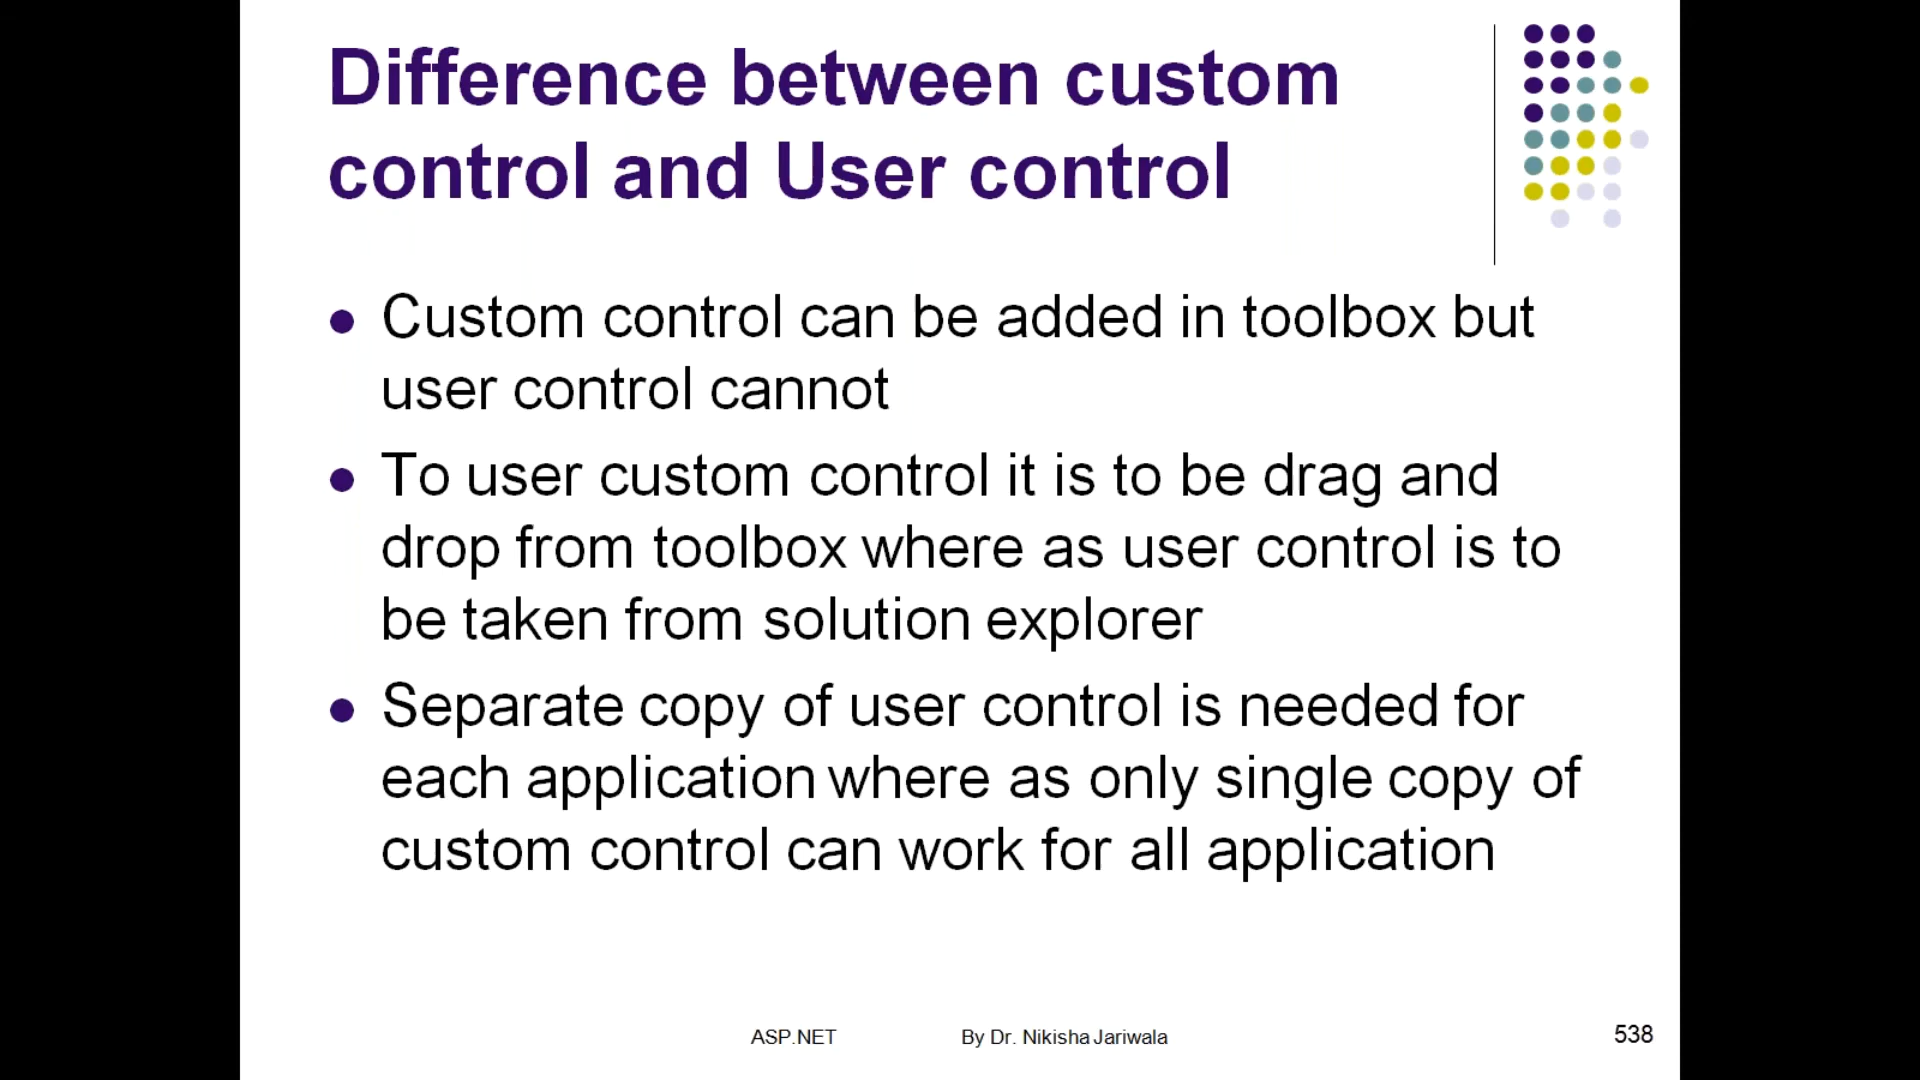 Difference between custom
control and User control
Custom control can be added in toolbox but
user control cannot
To user custom control it is to be drag and
drop from toolbox where as user control is to
be taken from solution explorer
Separate copy of user control is needed for
each application where as only single copy of
custom control can work for all application
ASP.NET By Dr. Nikisha Jariwala 538